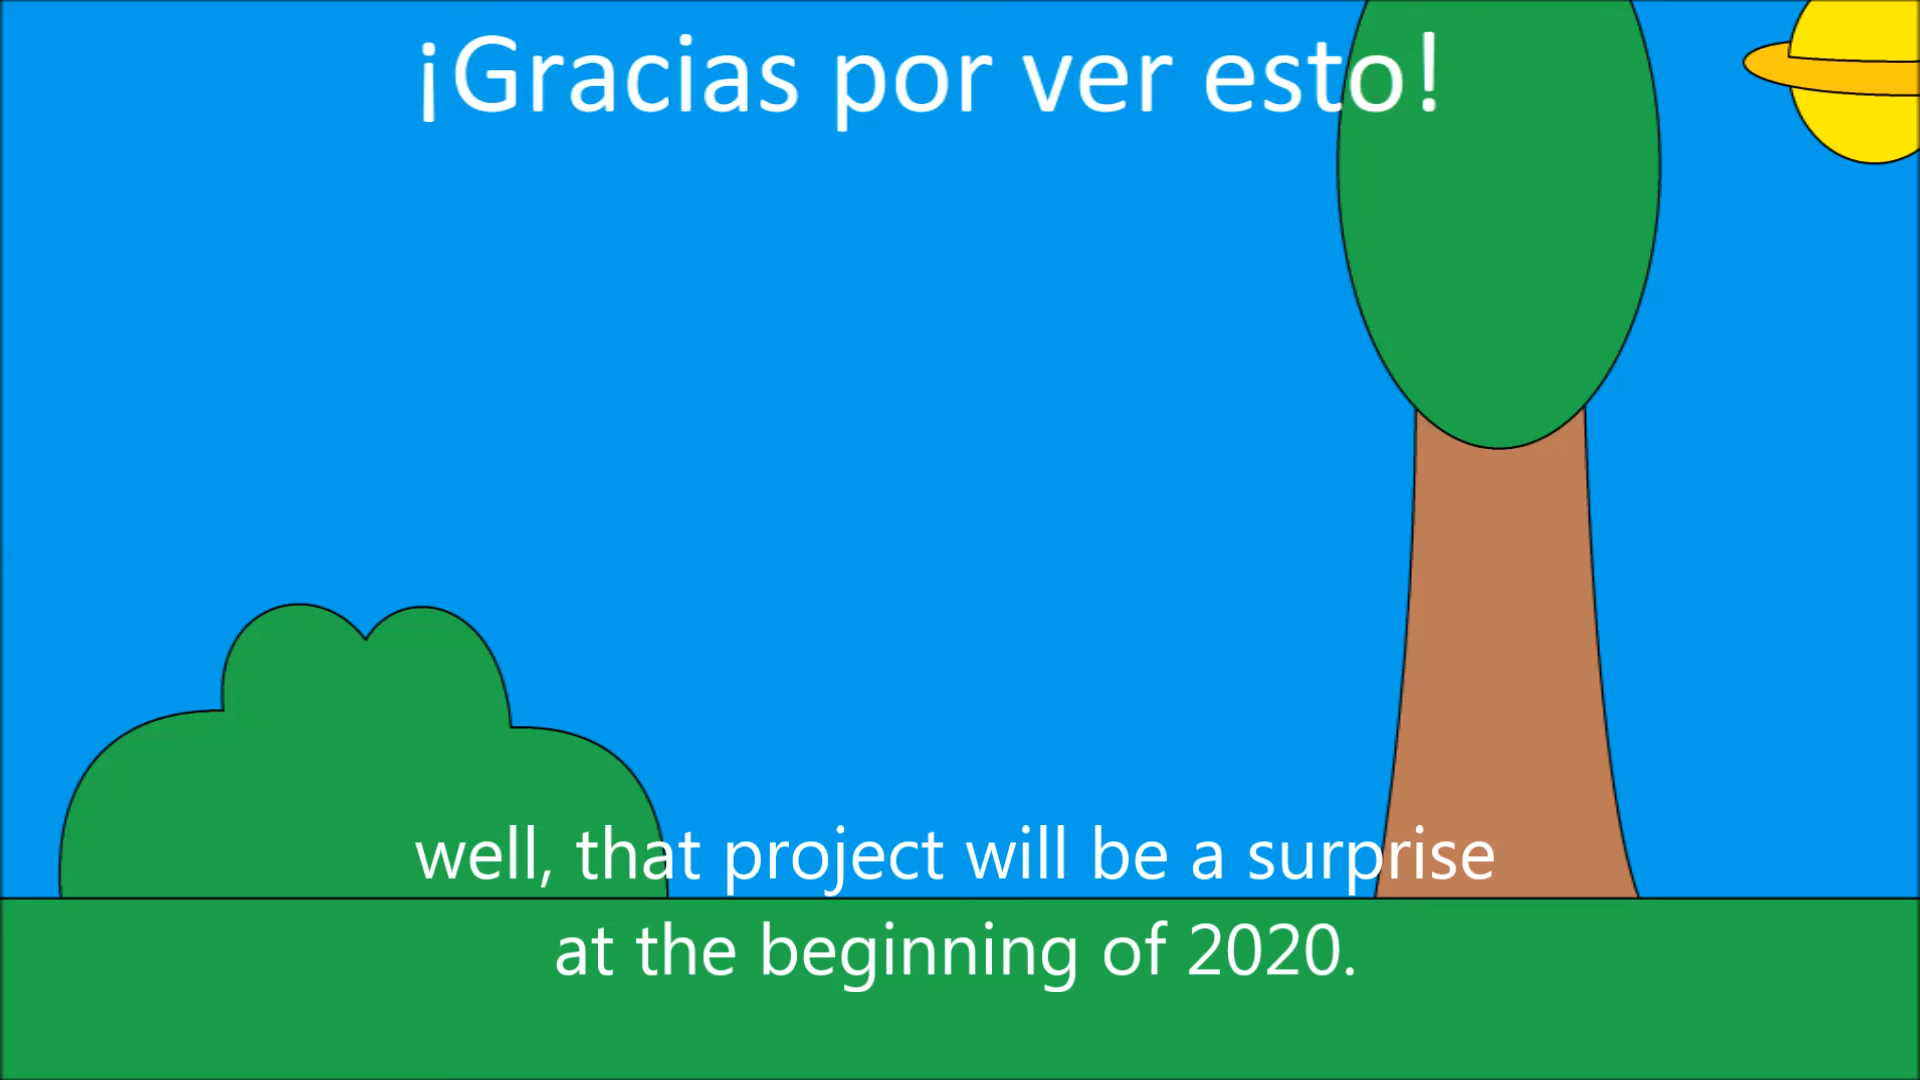 ¡Gracias por ver esto!
well, that project will be a surprise
at the beginning of 2020.